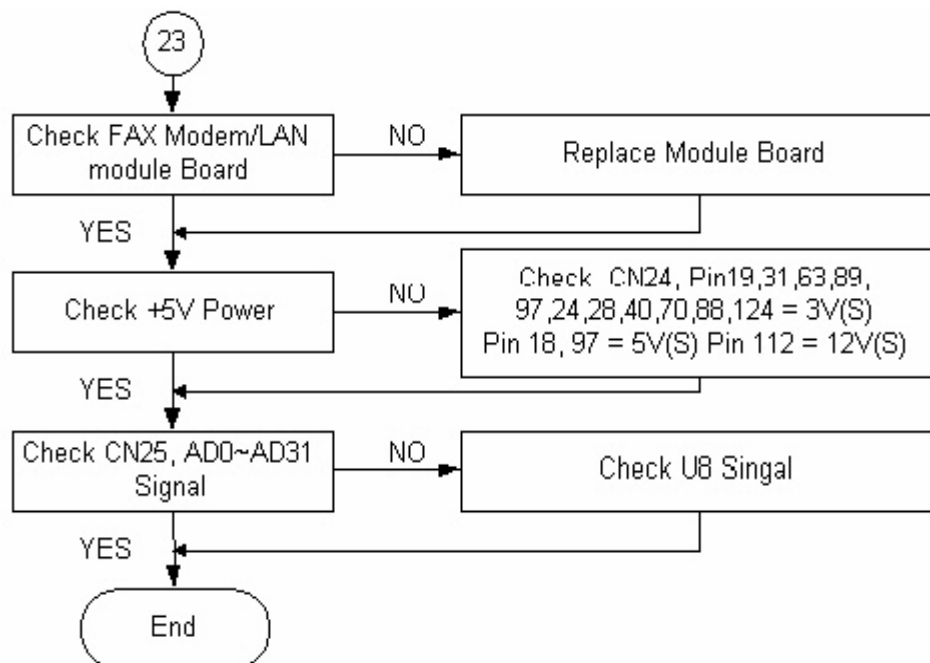 23
Check FAX Modem/LAN
module Board
NO
Replace Module Board
YES
Check +5V Power
NO
Check CN24, Pin19,31,63,89,
97,24,28,40,70,88,124 = 3V(S)
Pin 18, 97 = 5V(S) Pin 112 = 12V(S)
YES
Check CN25, AD0~AD31
Signal
NO
Check U8 Singal
YES
End